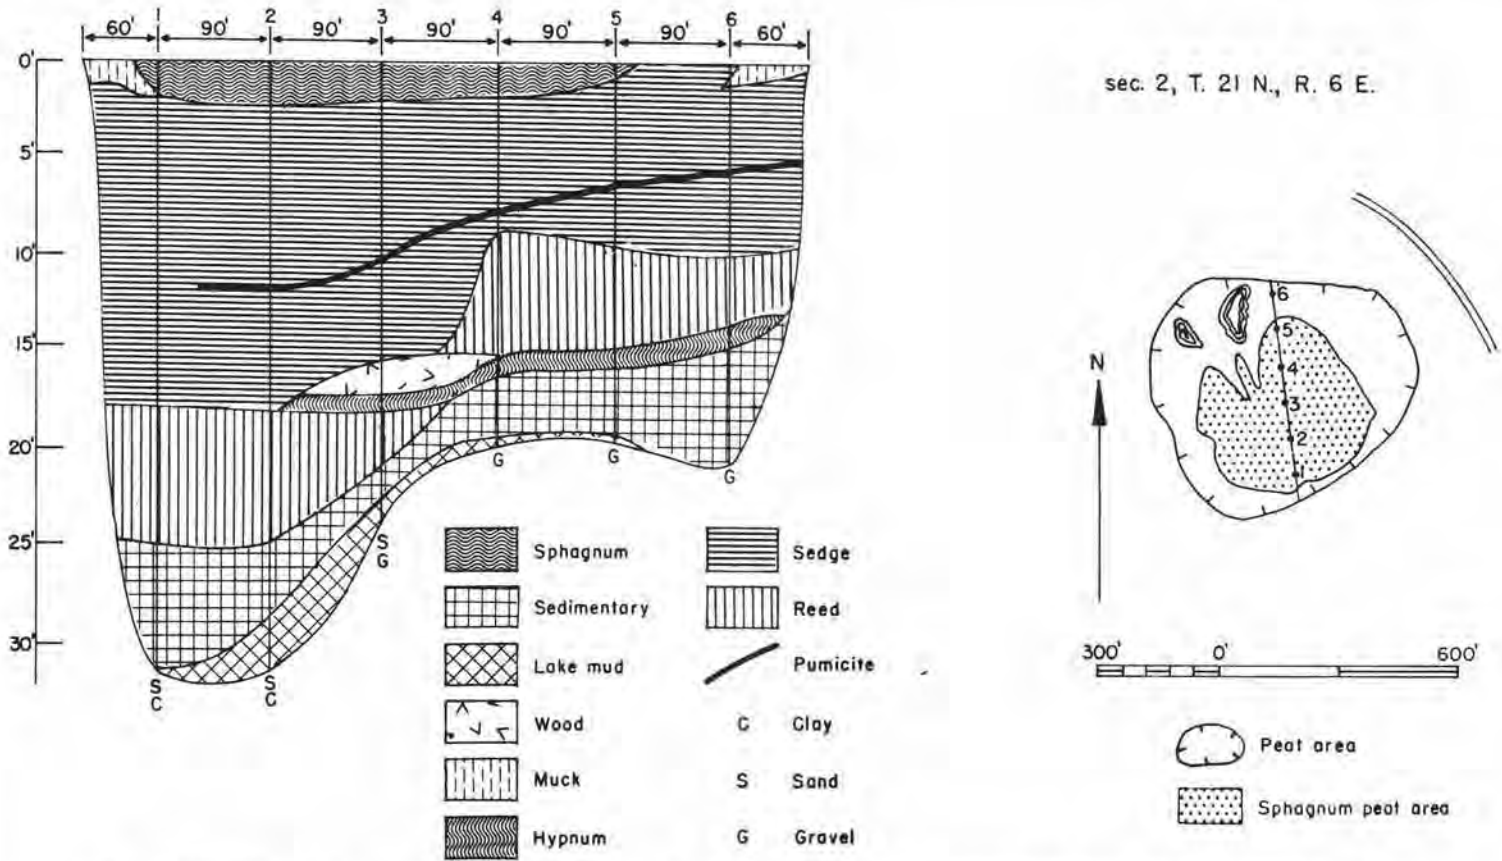 1 2 3 4 5 6
60' 90' 90' 90' 90' 90' 60'
0'
5'
10'
15'
20'
25'
30'
S
C
S
C
S
G
G
G
G
Sphagnum
Sedimentary
Lake mud
Wood
Muck
Hypnum
Sedge
Reed
Pumicite
C Clay
S Sand
G Gravel
sec. 2, T. 21 N., R. 6 E.
6
5
4
3
2
1
N
300' 0' 600'
Peat area
Sphagnum peat area